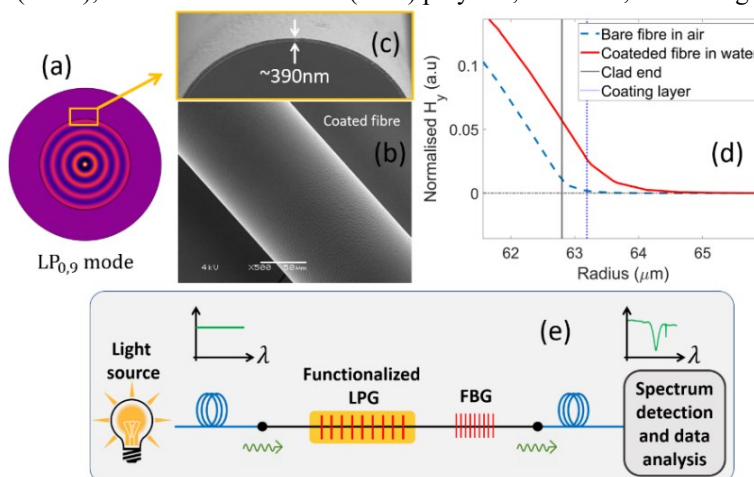 (a)
LP0,9 mode
(c)
~390nm
Coated fibre
(b)
4kV X500 50µm
Normalised H_y (a.u)
0.1
0.05
0
62 63 64 65
Radius (μm)
Bare fibre in air
Coateded fibre in water
Clad end
Coating layer
(d)
(e)
λ
λ
Light
source
Functionalized
LPG
FBG
Spectrum
detection
and data
analysis